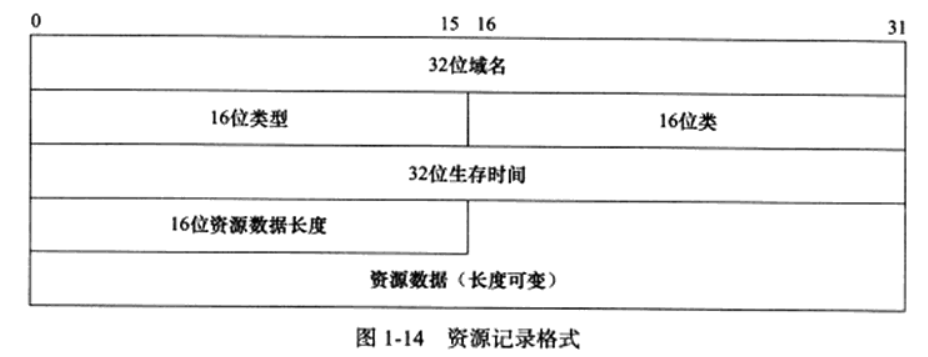 0 15 16 31
32位域名
16位类型 16位类
32位生存时间
16位资源数据长度
资源数据（长度可变）
图 1-14 资源记录格式